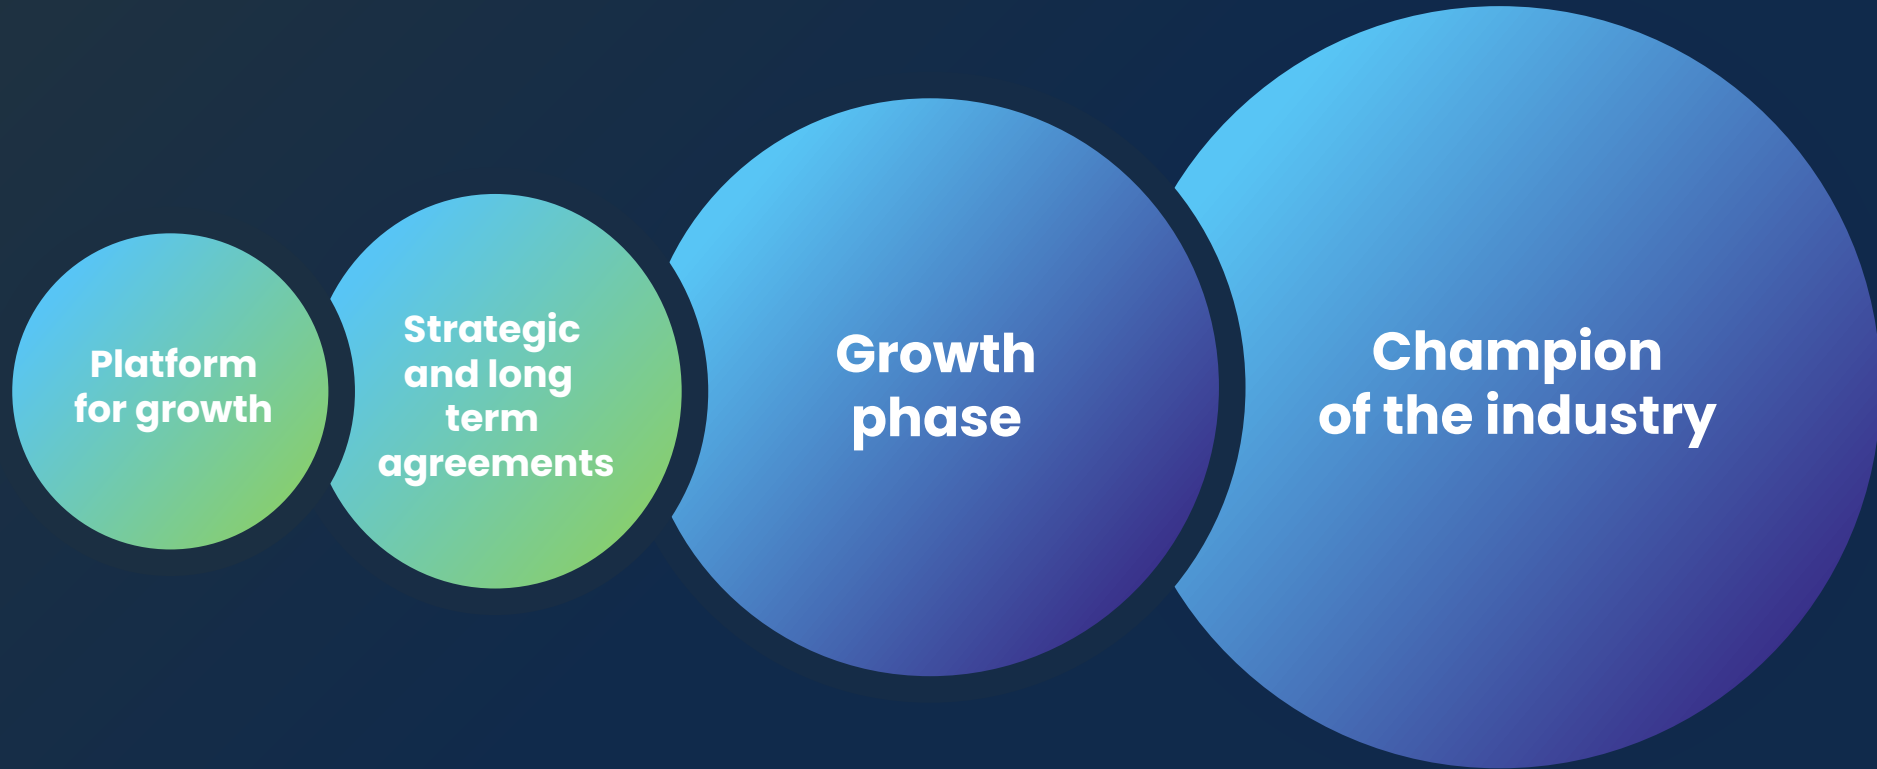 Platform
for growth
Strategic
and long
term
agreements
Growth
phase
Champion
of the industry